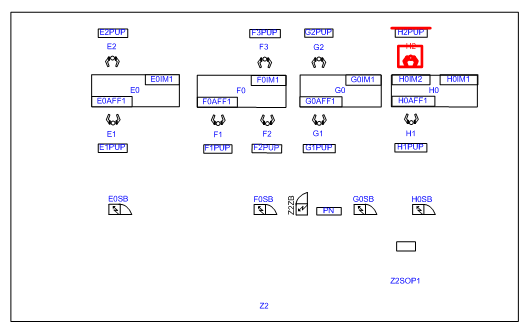 E2PUP F3PUP G2PUP H2PUP
E2 F3 G2 H2
E0IM1 F0IM1 G0IM1 H0IM2 H0IM1
E0 F0 G0 H0
E0AFF1 F0AFF1 G0AFF1 H0AFF1
E1 F1 F2 G1 H1
E1PUP F1PUP F2PUP G1PUP H1PUP
E0SB F0SB Z2ZB G0SB H0SB
PN
Z2SOP1
Z2